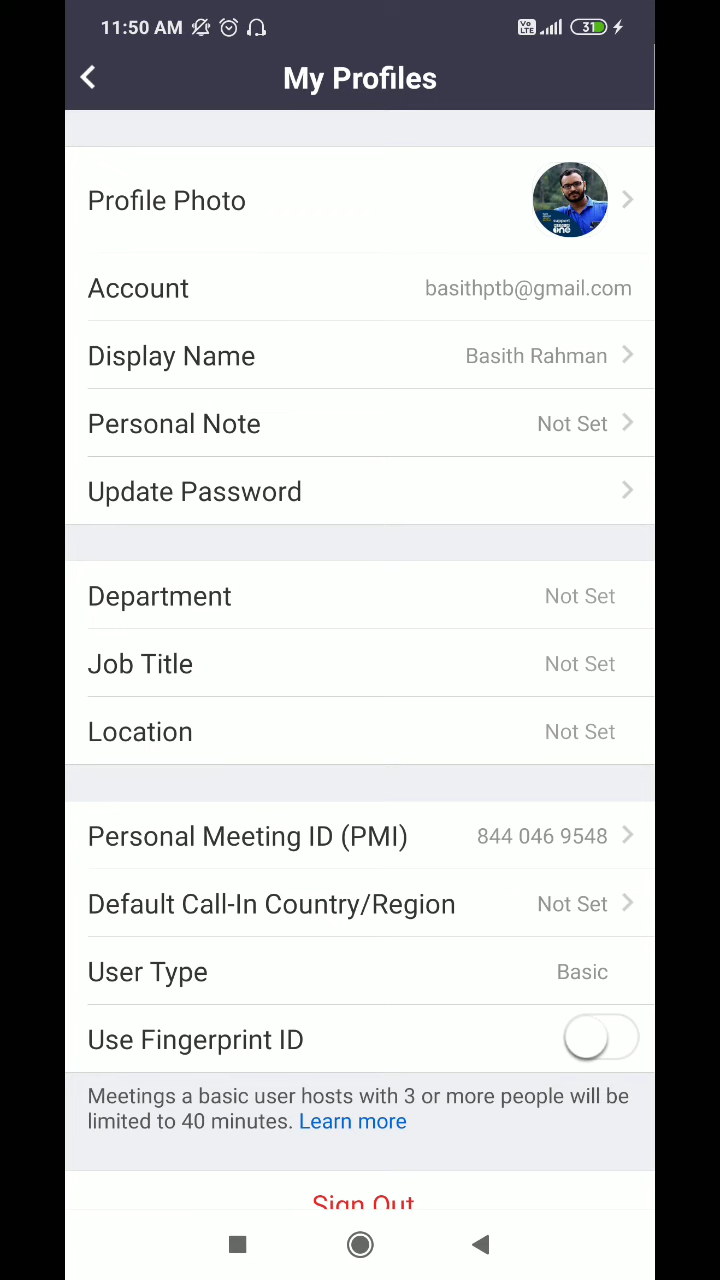 11:50 AM
Vo LTE
31
My Profiles
Profile Photo
Account
basithptb@gmail.com
Display Name
Basith Rahman
Personal Note
Not Set
Update Password
Department
Not Set
Job Title
Not Set
Location
Not Set
Personal Meeting ID (PMI)
844 046 9548
Default Call-In Country/Region
Not Set
User Type
Basic
Use Fingerprint ID
Meetings a basic user hosts with 3 or more people will be
limited to 40 minutes. Learn more
Sign Out